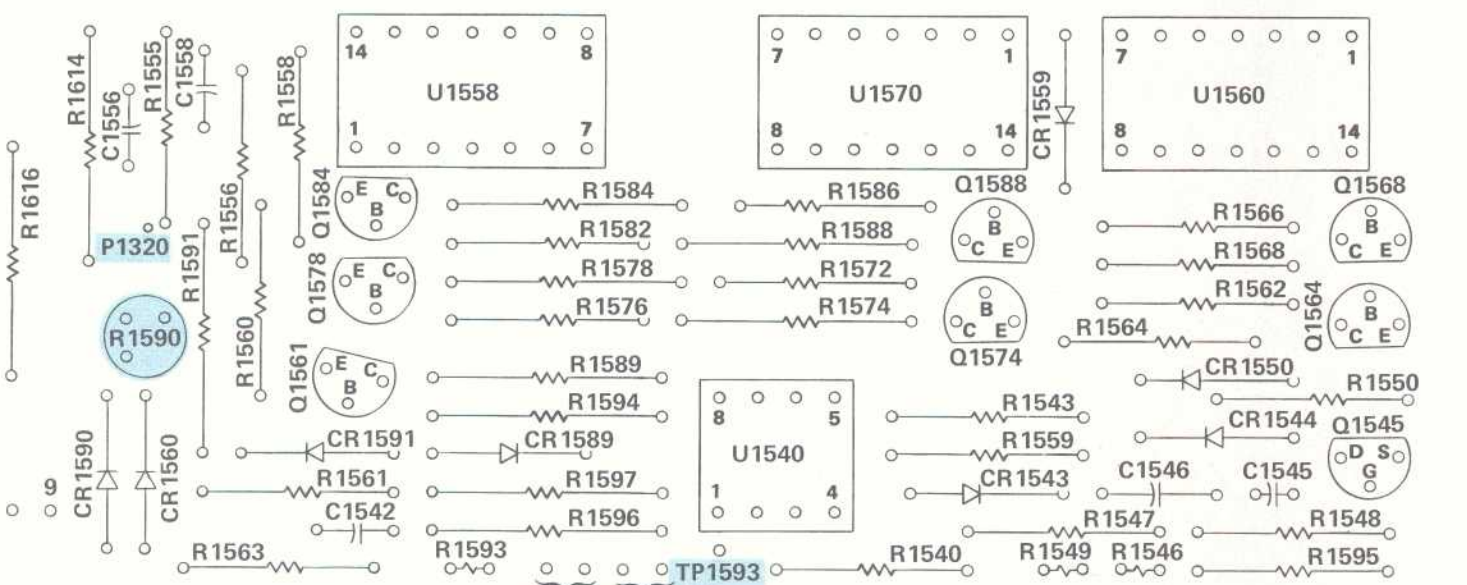 R1616
R1614
C1556
R1555
C1558
R1556
R1558
14 8
U1558
1 7
7 1
U1570
8 14
CR1559
7 1
U1560
8 14
P1320
R1591
R1560
R1590
Q1584
E C
B
Q1578
E C
B
Q1561
E C
B
R1584
R1582
R1578
R1576
R1586
R1588
R1572
R1574
Q1588
B
C E
B
C E
Q1574
R1566
R1568
R1562
R1564
Q1568
B
C E
Q1564
B
C E
R1589
R1594
CR1591
CR1589
R1561
R1597
C1542
R1596
R1563
R1593
9
CR1590
CR1560
8 5
U1540
1 4
TP1593
CR1550
R1550
R1543
CR1544
R1559
Q1545
D S
G
CR1543
C1546
C1545
R1547
R1548
R1540
R1549
R1546
R1595